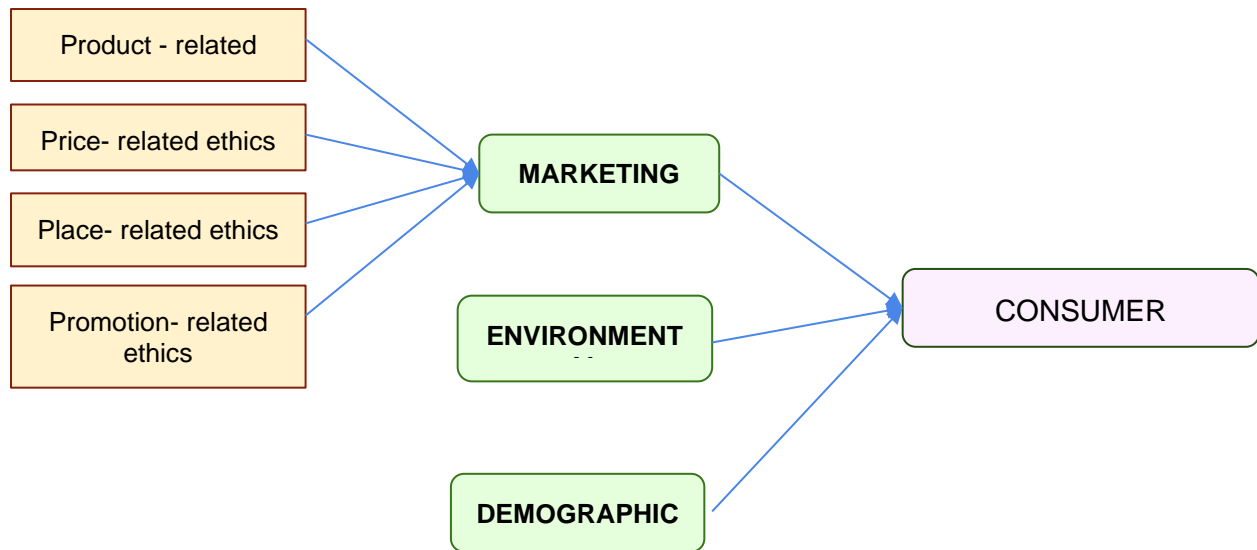 Product - related
Price- related ethics
MARKETING
Place- related ethics
Promotion- related
ethics
ENVIRONMENT
CONSUMER
DEMOGRAPHIC